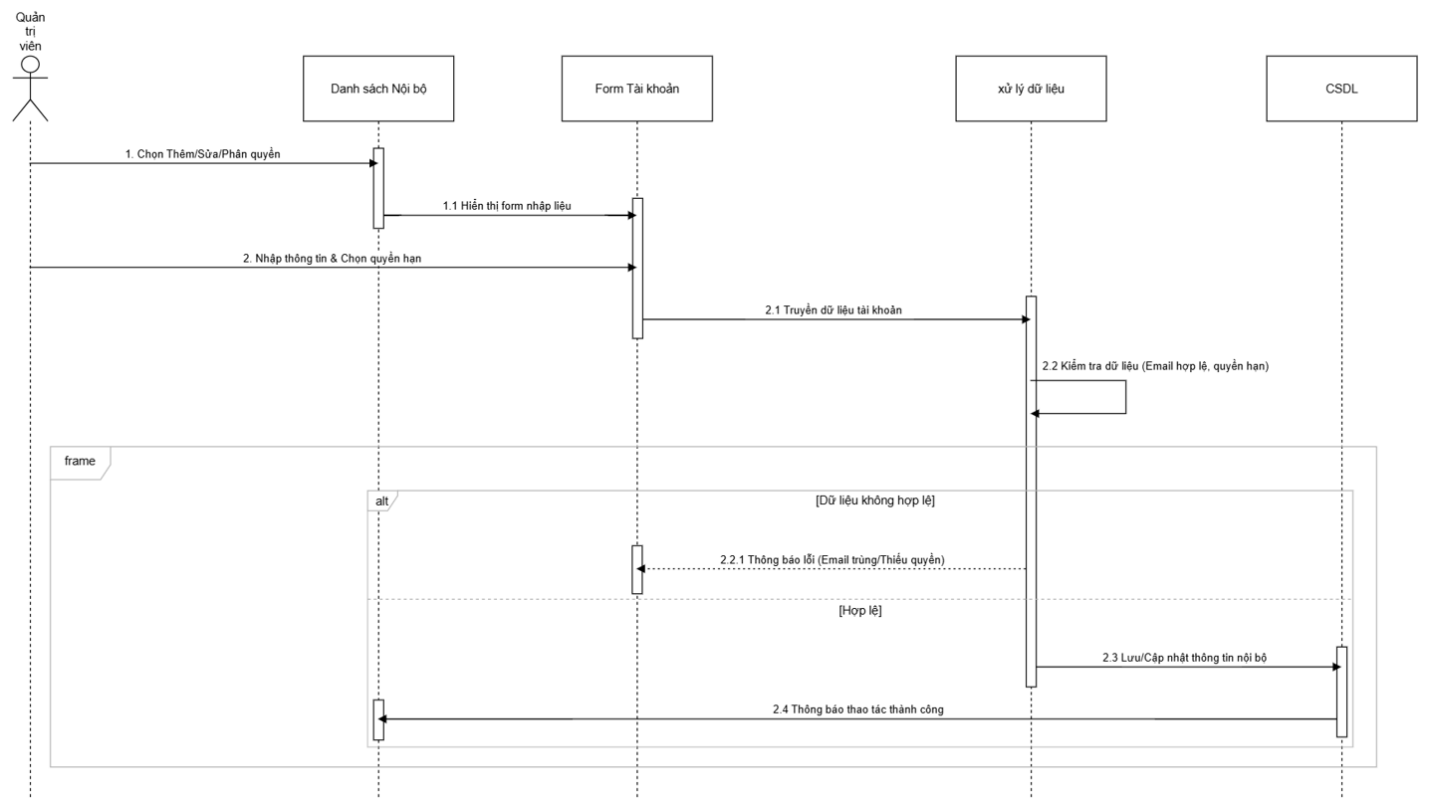 Quản
trị
viên
Danh sách Nội bộ
Form Tài khoản
xử lý dữ liệu
CSDL
1. Chọn Thêm/Sửa/Phân quyền
1.1 Hiển thị form nhập liệu
2. Nhập thông tin & Chọn quyền hạn
2.1 Truyền dữ liệu tài khoản
2.2 Kiểm tra dữ liệu (Email hợp lệ, quyền hạn)
frame
alt
[Dữ liệu không hợp lệ]
2.2.1 Thông báo lỗi (Email trùng/Thiếu quyền)
[Hợp lệ]
2.3 Lưu/Cập nhật thông tin nội bộ
2.4 Thông báo thao tác thành công